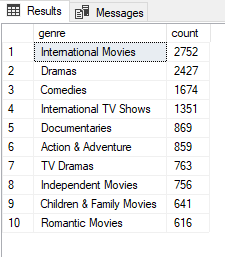 Results Messages
genre count
1 International Movies 2752
2 Dramas 2427
3 Comedies 1674
4 International TV Shows 1351
5 Documentaries 869
6 Action & Adventure 859
7 TV Dramas 763
8 Independent Movies 756
9 Children & Family Movies 641
10 Romantic Movies 616